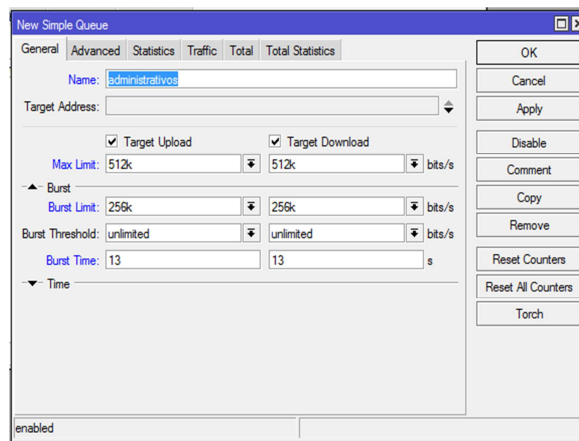 New Simple Queue
General Advanced Statistics Traffic Total Total Statistics
Name: administrativos
Target Address:
Target Upload Target Download
Max Limit: 512k 512k bits/s
Burst
Burst Limit: 256k 256k bits/s
Burst Threshold: unlimited unlimited bits/s
Burst Time: 13 13 s
Time
OK
Cancel
Apply
Disable
Comment
Copy
Remove
Reset Counters
Reset All Counters
Torch
enabled